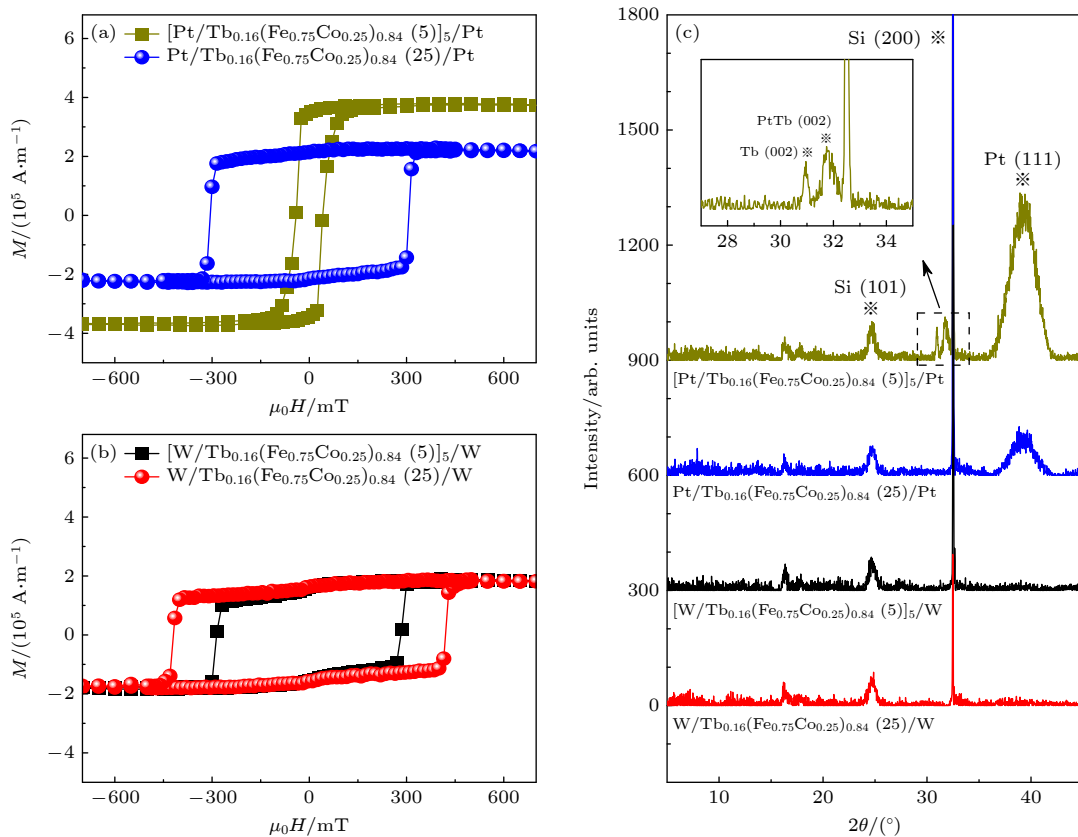 (a)
[Pt/Tb₀.₁₆(Fe₀.₇₅Co₀.₂₅)₀.₈₄ (5)]₅/Pt
Pt/Tb₀.₁₆(Fe₀.₇₅Co₀.₂₅)₀.₈₄ (25)/Pt
6
4
2
0
−2
−4
M/(10⁵ A·m⁻¹)
−600 −300 0 300 600
μ₀H/mT
(b)
[W/Tb₀.₁₆(Fe₀.₇₅Co₀.₂₅)₀.₈₄ (5)]₅/W
W/Tb₀.₁₆(Fe₀.₇₅Co₀.₂₅)₀.₈₄ (25)/W
6
4
2
0
−2
−4
M/(10⁵ A·m⁻¹)
−600 −300 0 300 600
μ₀H/mT
(c)
Si (200) ※
PtTb (002)
※
Tb (002) ※
28 30 32 34
Pt (111)
※
Si (101)
※
[Pt/Tb₀.₁₆(Fe₀.₇₅Co₀.₂₅)₀.₈₄ (5)]₅/Pt
Pt/Tb₀.₁₆(Fe₀.₇₅Co₀.₂₅)₀.₈₄ (25)/Pt
[W/Tb₀.₁₆(Fe₀.₇₅Co₀.₂₅)₀.₈₄ (5)]₅/W
W/Tb₀.₁₆(Fe₀.₇₅Co₀.₂₅)₀.₈₄ (25)/W
1800
1500
1200
900
600
300
0
Intensity/arb. units
10 20 30 40
2θ/(°)